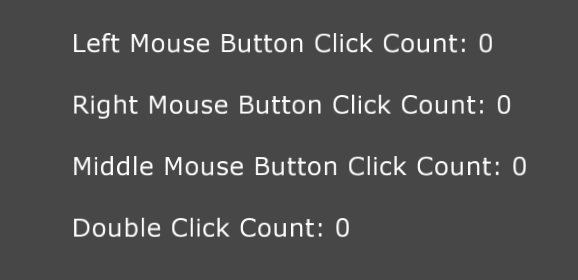 Left Mouse Button Click Count: 0
Right Mouse Button Click Count: 0
Middle Mouse Button Click Count: 0
Double Click Count: 0